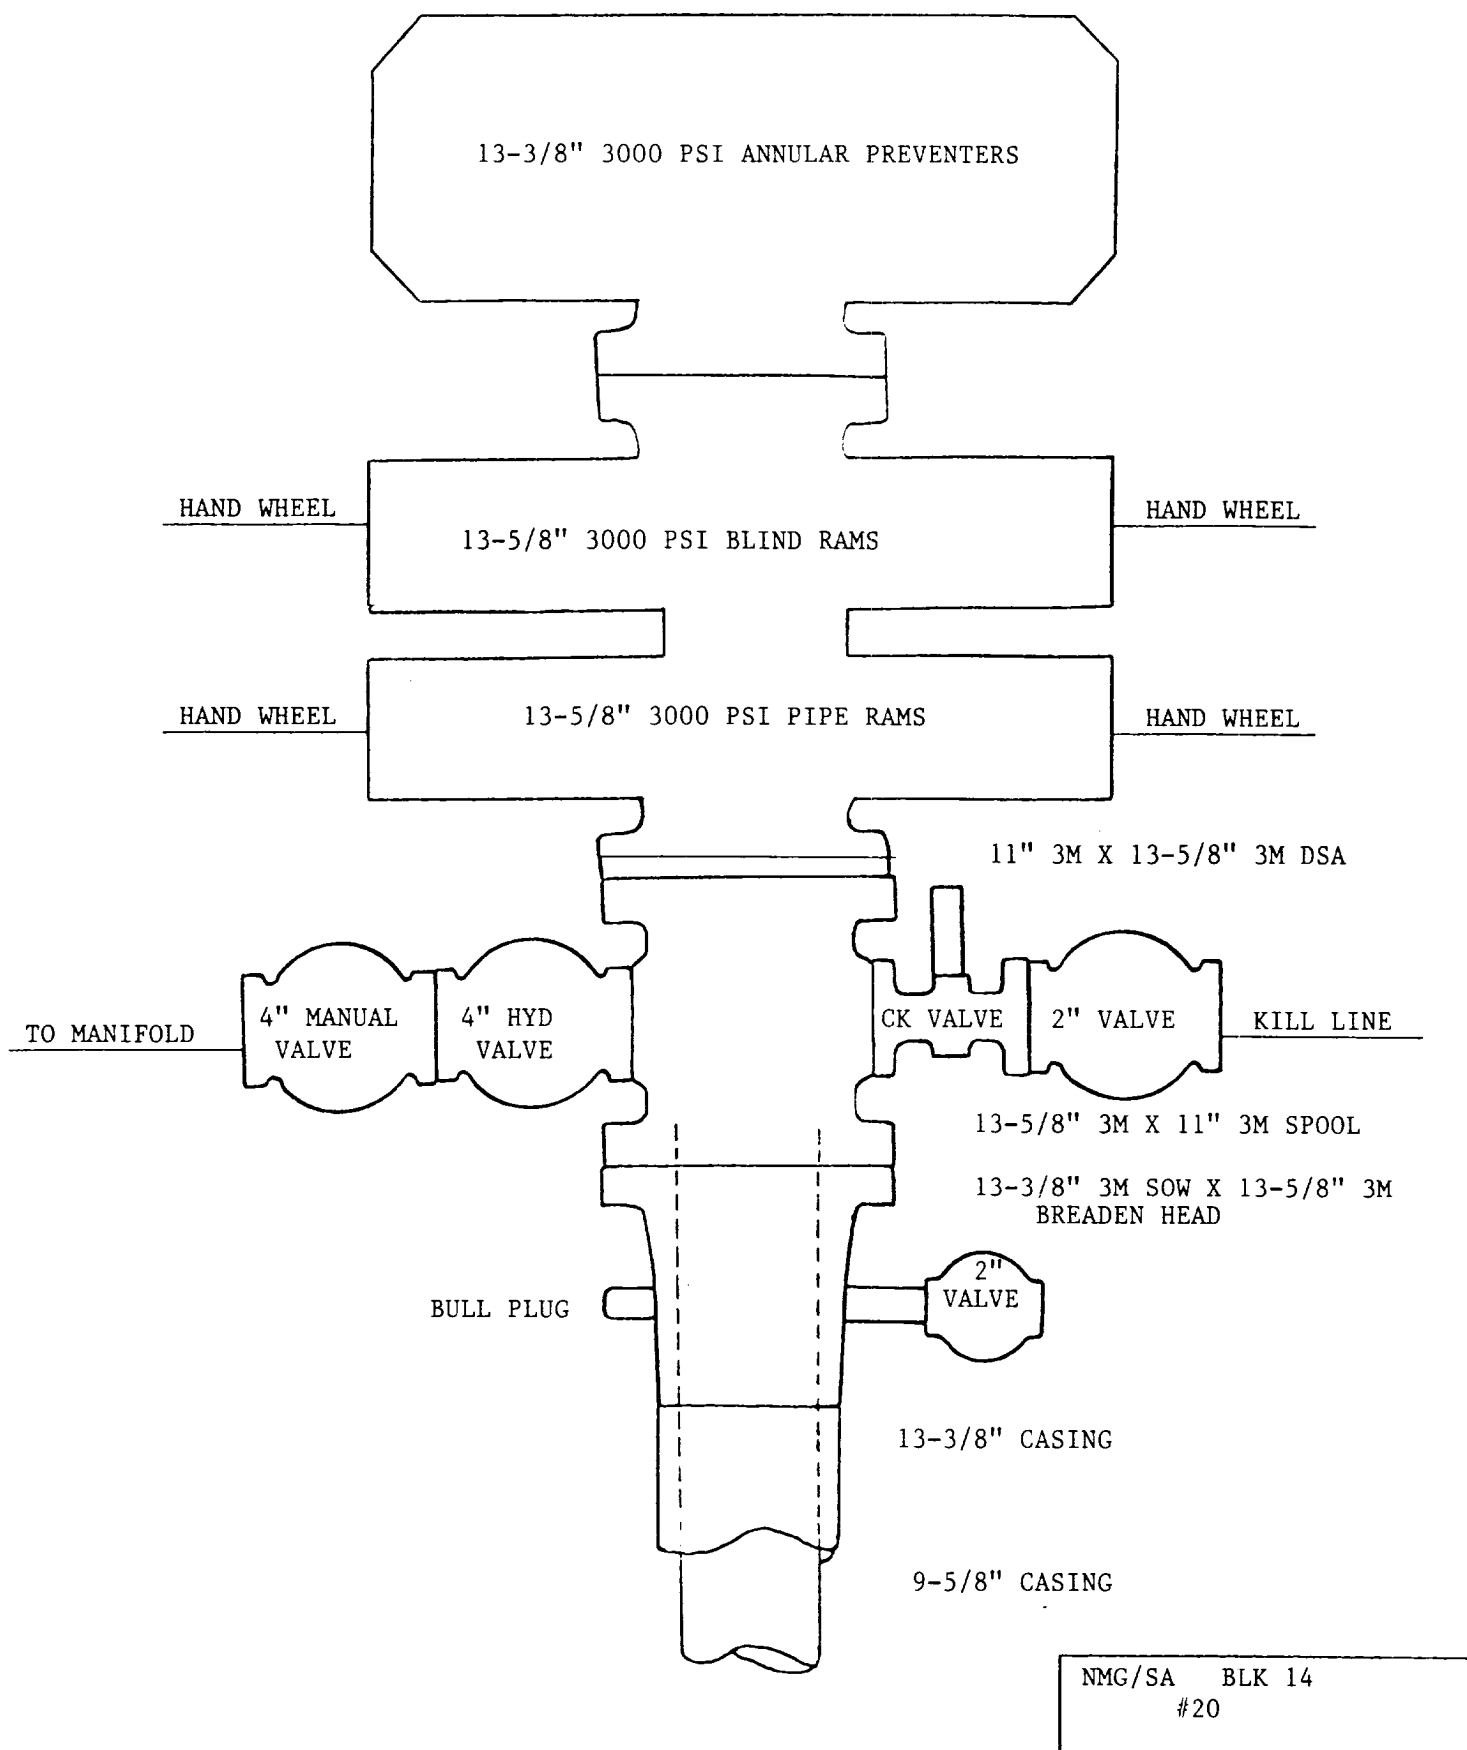 13-3/8" 3000 PSI ANNULAR PREVENTERS
HAND WHEEL
HAND WHEEL
13-5/8" 3000 PSI BLIND RAMS
HAND WHEEL
13-5/8" 3000 PSI PIPE RAMS
HAND WHEEL
11" 3M X 13-5/8" 3M DSA
TO MANIFOLD
4" MANUAL
VALVE
4" HYD
VALVE
CK VALVE
2" VALVE
KILL LINE
13-5/8" 3M X 11" 3M SPOOL
13-3/8" 3M SOW X 13-5/8" 3M
BREADEN HEAD
BULL PLUG
2"
VALVE
13-3/8" CASING
9-5/8" CASING
NMG/SA BLK 14
#20